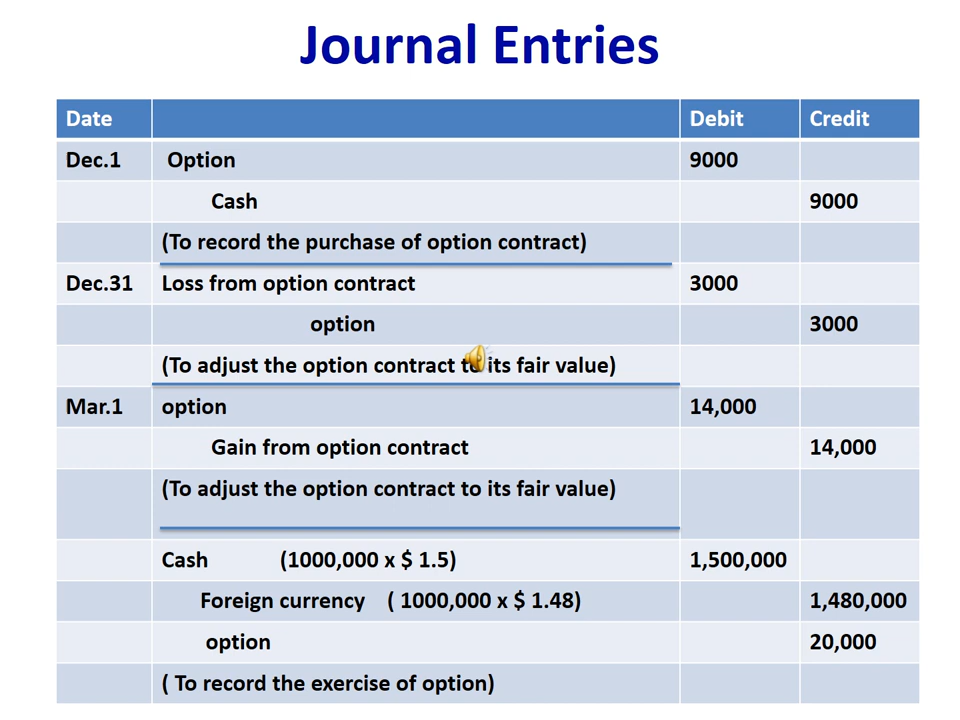 Journal Entries
Date Debit Credit
Dec.1 Option 9000
Cash 9000
(To record the purchase of option contract)
Dec.31 Loss from option contract 3000
option 3000
(To adjust the option contract to its fair value)
Mar.1 option 14,000
Gain from option contract 14,000
(To adjust the option contract to its fair value)
Cash (1000,000 x $ 1.5) 1,500,000
Foreign currency ( 1000,000 x $ 1.48) 1,480,000
option 20,000
( To record the exercise of option)